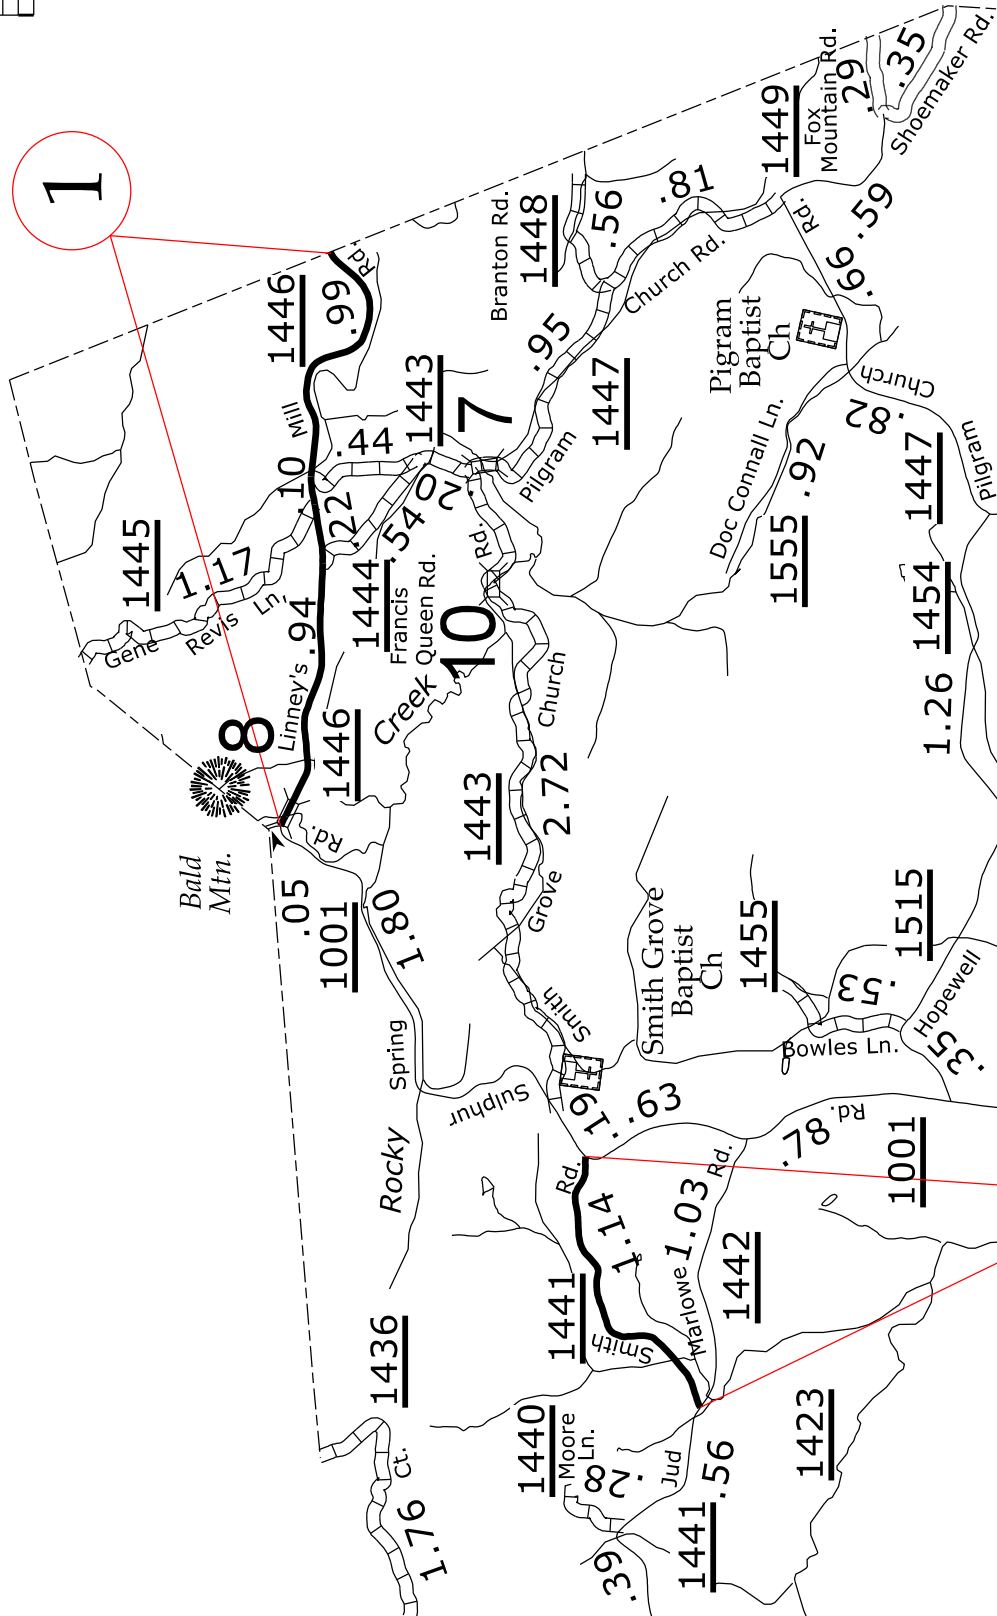 1
1449
Fox
Mountain Rd.
.29
.35
Shoemaker Rd.
.59
Rd.
.66
.81
Branton Rd.
1448
.56
Church Rd.
.95
1447
Pilgram
7
1446
.99
Rd.
Mill
.10
.44
1443
.20
.22
.54
1444
Francis
Queen Rd.
1445
1.17
Gene
Revis
Ln.
Linney's
.94
1446
8
Bald
Mtn.
Creek
10
Rd.
Church
Pigram
Baptist
Ch
Church
.82
Pilgram
1447
Doc Connall Ln.
.92
1555
1454
1.26
1443
2.72
Grove
Smith
Rd.
.05
1001
1.80
Spring
Sulphur
Rocky
Smith Grove
Baptist
Ch
1455
1515
.53
Hopewell
.35
Bowles Ln.
.19
.63
.78
Rd.
1001
Rd.
1.14
1441
Smith
1.03
Rd.
Marlowe
1442
1436
Ct.
1.76
1440
Moore
Ln.
.28
Jud
.56
1441
.39
1423